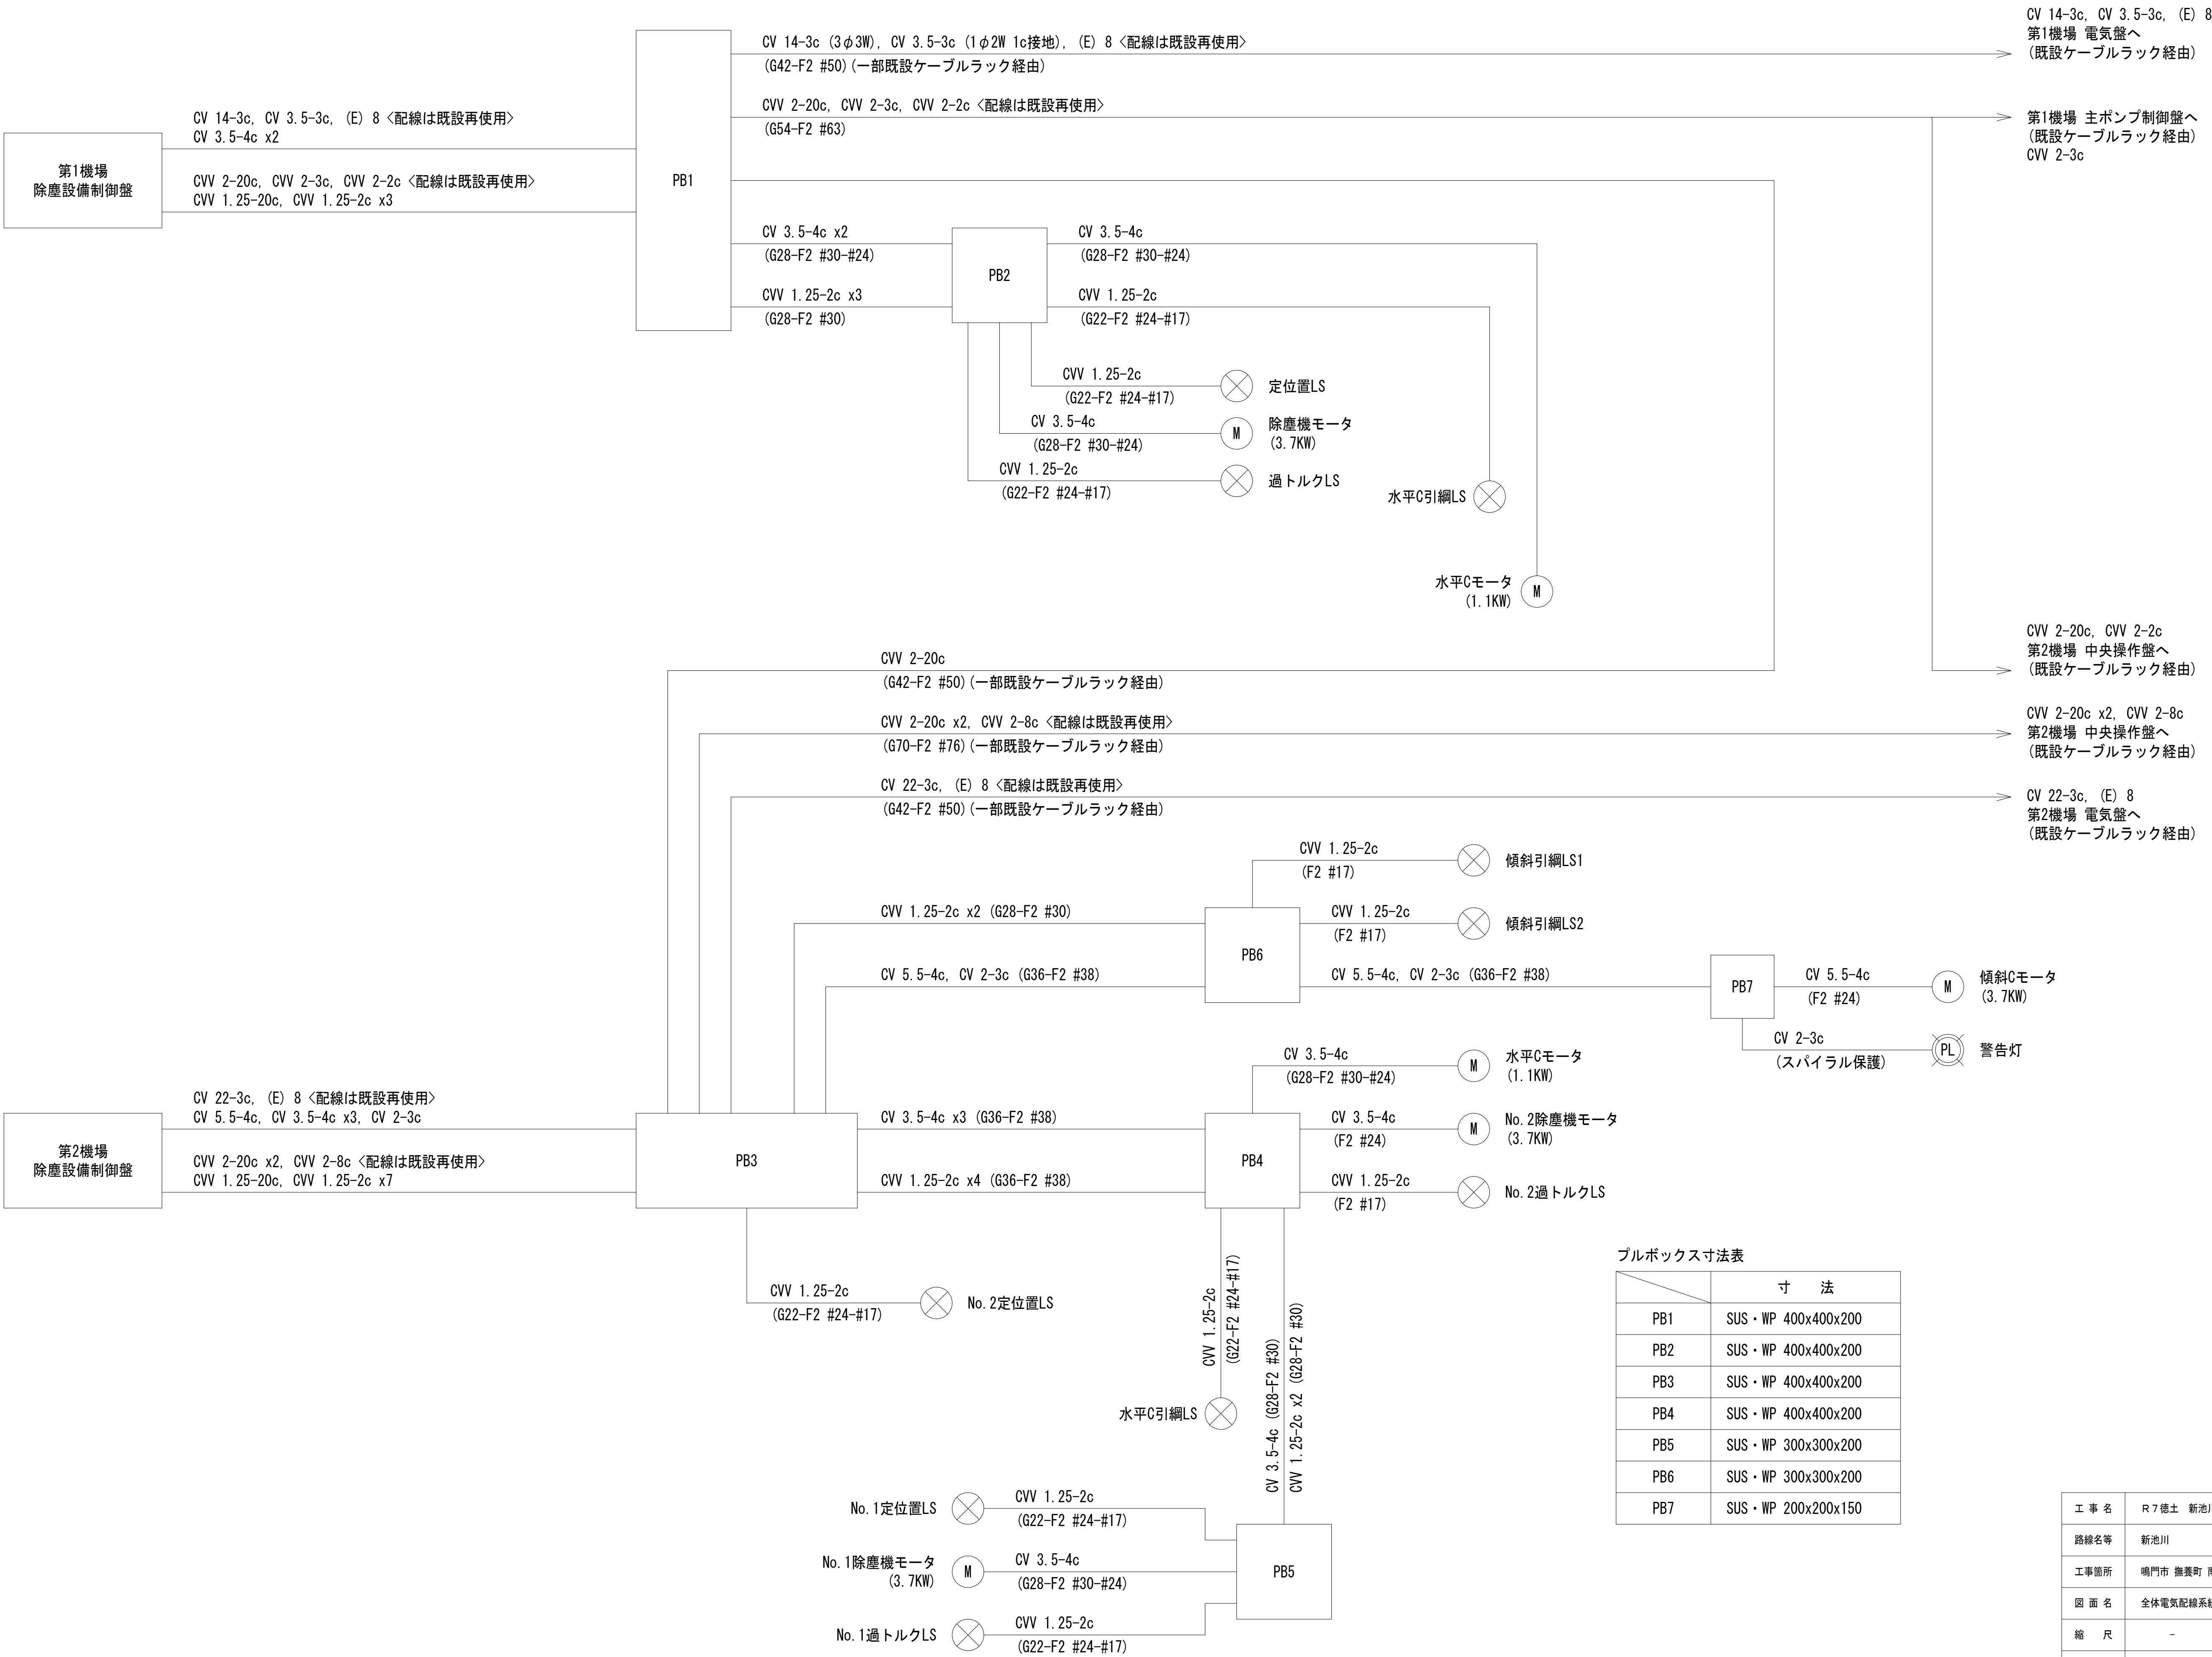 CV 14-3c, CV 3.5-3c, (E) 8
第1機場 電気盤へ
(既設ケーブルラック経由)
CV 14-3c (3φ3W), CV 3.5-3c (1φ2W 1c接地), (E) 8 <配線は既設再使用>
(G42-F2 #50)(一部既設ケーブルラック経由)
CVV 2-20c, CVV 2-3c, CVV 2-2c <配線は既設再使用>
(G54-F2 #63)
第1機場 主ポンプ制御盤へ
(既設ケーブルラック経由)
CVV 2-3c
CV 14-3c, CV 3.5-3c, (E) 8 <配線は既設再使用>
CV 3.5-4c x2
第1機場
除塵設備制御盤
CVV 2-20c, CVV 2-3c, CVV 2-2c <配線は既設再使用>
CVV 1.25-20c, CVV 1.25-2c x3
PB1
CV 3.5-4c x2
(G28-F2 #30-#24)
CVV 1.25-2c x3
(G28-F2 #30)
PB2
CV 3.5-4c
(G28-F2 #30-#24)
CVV 1.25-2c
(G22-F2 #24-#17)
CVV 1.25-2c
(G22-F2 #24-#17)
定位置LS
CV 3.5-4c
(G28-F2 #30-#24)
M
除塵機モータ
(3.7KW)
CVV 1.25-2c
(G22-F2 #24-#17)
過トルクLS
水平C引綱LS
水平Cモータ
(1.1KW)
M
CVV 2-20c
(G42-F2 #50)(一部既設ケーブルラック経由)
CVV 2-20c, CVV 2-2c
第2機場 中央操作盤へ
(既設ケーブルラック経由)
CVV 2-20c x2, CVV 2-8c <配線は既設再使用>
(G70-F2 #76)(一部既設ケーブルラック経由)
CVV 2-20c x2, CVV 2-8c
第2機場 中央操作盤へ
(既設ケーブルラック経由)
CV 22-3c, (E) 8 <配線は既設再使用>
(G42-F2 #50)(一部既設ケーブルラック経由)
CV 22-3c, (E) 8
第2機場 電気盤へ
(既設ケーブルラック経由)
CVV 1.25-2c
(F2 #17)
傾斜引綱LS1
CVV 1.25-2c x2 (G28-F2 #30)
CVV 1.25-2c
(F2 #17)
傾斜引綱LS2
PB6
CV 5.5-4c, CV 2-3c (G36-F2 #38)
CV 5.5-4c, CV 2-3c (G36-F2 #38)
PB7
CV 5.5-4c
(F2 #24)
M
傾斜Cモータ
(3.7KW)
CV 2-3c
(スパイラル保護)
PL
警告灯
CV 3.5-4c
(G28-F2 #30-#24)
M
水平Cモータ
(1.1KW)
CV 22-3c, (E) 8 <配線は既設再使用>
CV 5.5-4c, CV 3.5-4c x3, CV 2-3c
第2機場
除塵設備制御盤
CVV 2-20c x2, CVV 2-8c <配線は既設再使用>
CVV 1.25-20c, CVV 1.25-2c x7
PB3
CV 3.5-4c x3 (G36-F2 #38)
CVV 1.25-2c x4 (G36-F2 #38)
PB4
CV 3.5-4c
(F2 #24)
M
No.2除塵機モータ
(3.7KW)
CVV 1.25-2c
(F2 #17)
No.2過トルクLS
CVV 1.25-2c
(G22-F2 #24-#17)
No.2定位置LS
CVV 1.25-2c
(G22-F2 #24-#17)
水平C引綱LS
CV 3.5-4c (G28-F2 #30)
CVV 1.25-2c x2 (G28-F2 #30)
No.1定位置LS
CVV 1.25-2c
(G22-F2 #24-#17)
No.1除塵機モータ
(3.7KW)
M
CV 3.5-4c
(G28-F2 #30-#24)
No.1過トルクLS
CVV 1.25-2c
(G22-F2 #24-#17)
PB5
プルボックス寸法表
寸 法
PB1 SUS・WP 400x400x200
PB2 SUS・WP 400x400x200
PB3 SUS・WP 400x400x200
PB4 SUS・WP 400x400x200
PB5 SUS・WP 300x300x200
PB6 SUS・WP 300x300x200
PB7 SUS・WP 200x200x150
工 事 名 R7徳土 新池
路線名等 新池川
工事箇所 鳴門市 撫養町
図 面 名 全体電気配線系
縮 尺 -